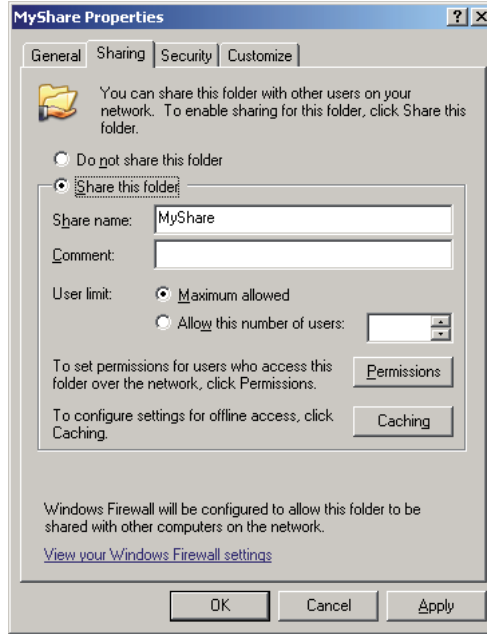 MyShare Properties
General Sharing Security Customize
You can share this folder with other users on your
network. To enable sharing for this folder, click Share this
folder.
Do not share this folder
Share this folder
Share name: MyShare
Comment:
User limit: Maximum allowed
Allow this number of users:
To set permissions for users who access this
folder over the network, click Permissions.
Permissions
To configure settings for offline access, click
Caching.
Caching
Windows Firewall will be configured to allow this folder to be
shared with other computers on the network.
View your Windows Firewall settings
OK Cancel Apply